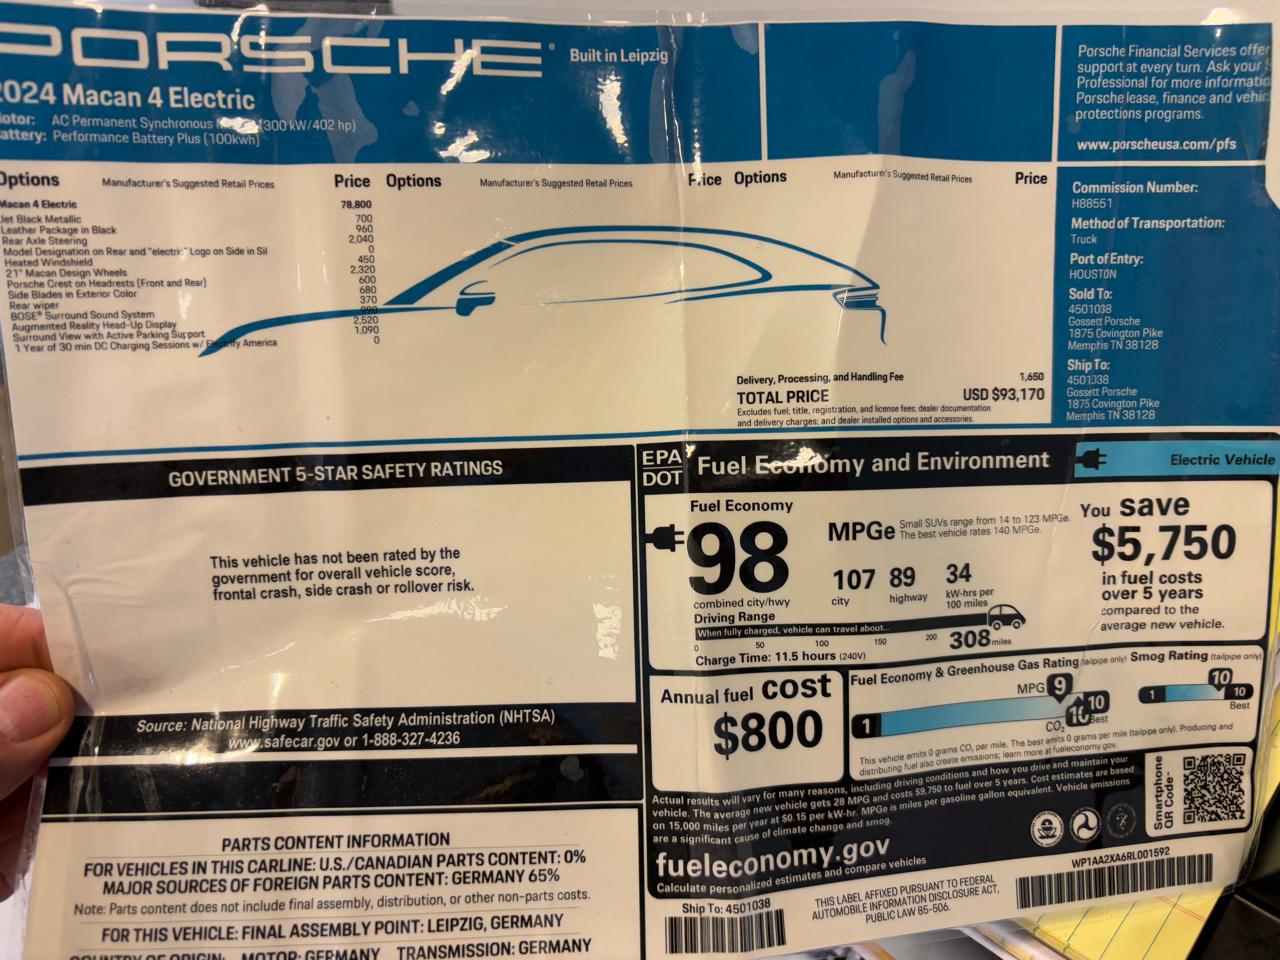 PORSCHE
Built in Leipzig
2024 Macan 4 Electric
Motor: AC Permanent Synchronous (300 kW/402 hp)
Battery: Performance Battery Plus (100kwh)
Porsche Financial Services offer
support at every turn. Ask your
Professional for more informatio
Porsche lease, finance and vehic
protections programs.
www.porscheusa.com/pfs
Options Manufacturer's Suggested Retail Prices Price
Macan 4 Electric 78,800
Jet Black Metallic 700
Leather Package in Black 960
Rear Axle Steering 2,040
Model Designation on Rear and "electric" Logo on Side in Sil 0
Heated Windshield 450
21" Macan Design Wheels 2,320
Porsche Crest on Headrests (Front and Rear) 600
Side Blades in Exterior Color 680
Rear wiper 370
BOSE® Surround Sound System 990
Augmented Reality Head-Up Display 2,520
Surround View with Active Parking Support 1,090
1 Year of 30 min DC Charging Sessions w/ Electrify America 0
Options Manufacturer's Suggested Retail Prices Price
Options Manufacturer's Suggested Retail Prices Price
Delivery, Processing, and Handling Fee 1,650
TOTAL PRICE USD $93,170
Excludes fuel; title, registration, and license fees; dealer documentation
and delivery charges; and dealer installed options and accessories.
Commission Number:
H88551
Method of Transportation:
Truck
Port of Entry:
HOUSTON
Sold To:
4501038
Gossett Porsche
1875 Covington Pike
Memphis TN 38128
Ship To:
4501038
Gossett Porsche
1875 Covington Pike
Memphis TN 38128
GOVERNMENT 5-STAR SAFETY RATINGS
This vehicle has not been rated by the
government for overall vehicle score,
frontal crash, side crash or rollover risk.
Source: National Highway Traffic Safety Administration (NHTSA)
www.safecar.gov or 1-888-327-4236
PARTS CONTENT INFORMATION
FOR VEHICLES IN THIS CARLINE: U.S./CANADIAN PARTS CONTENT: 0%
MAJOR SOURCES OF FOREIGN PARTS CONTENT: GERMANY 65%
Note: Parts content does not include final assembly, distribution, or other non-parts costs.
FOR THIS VEHICLE: FINAL ASSEMBLY POINT: LEIPZIG, GERMANY
COUNTRY OF ORIGIN: MOTOR: GERMANY TRANSMISSION: GERMANY
EPA
DOT
Fuel Economy and Environment
Electric Vehicle
Fuel Economy
98
MPGe
Small SUVs range from 14 to 123 MPGe.
The best vehicle rates 140 MPGe.
combined city/hwy
107
city
89
highway
34
kW-hrs per
100 miles
You save
$5,750
in fuel costs
over 5 years
compared to the
average new vehicle.
Driving Range
When fully charged, vehicle can travel about...
0 50 100 150 200 308 miles
Charge Time: 11.5 hours (240V)
Annual fuel cost
$800
Fuel Economy & Greenhouse Gas Rating (tailpipe only)
MPG 9
1
10
Best
CO2 10
Smog Rating (tailpipe only)
10
1
10
Best
This vehicle emits 0 grams CO2 per mile. The best emits 0 grams per mile (tailpipe only). Producing and
distributing fuel also create emissions; learn more at fueleconomy.gov.
Actual results will vary for many reasons, including driving conditions and how you drive and maintain your
vehicle. The average new vehicle gets 28 MPG and costs $9,750 to fuel over 5 years. Cost estimates are based
on 15,000 miles per year at $0.15 per kW-hr. MPGe is miles per gasoline gallon equivalent. Vehicle emissions
are a significant cause of climate change and smog.
fueleconomy.gov
Calculate personalized estimates and compare vehicles
Smartphone
QR Code™
Ship To: 4501038
THIS LABEL AFFIXED PURSUANT TO FEDERAL
AUTOMOBILE INFORMATION DISCLOSURE ACT,
PUBLIC LAW 85-506.
WP1AA2XA6RL001592